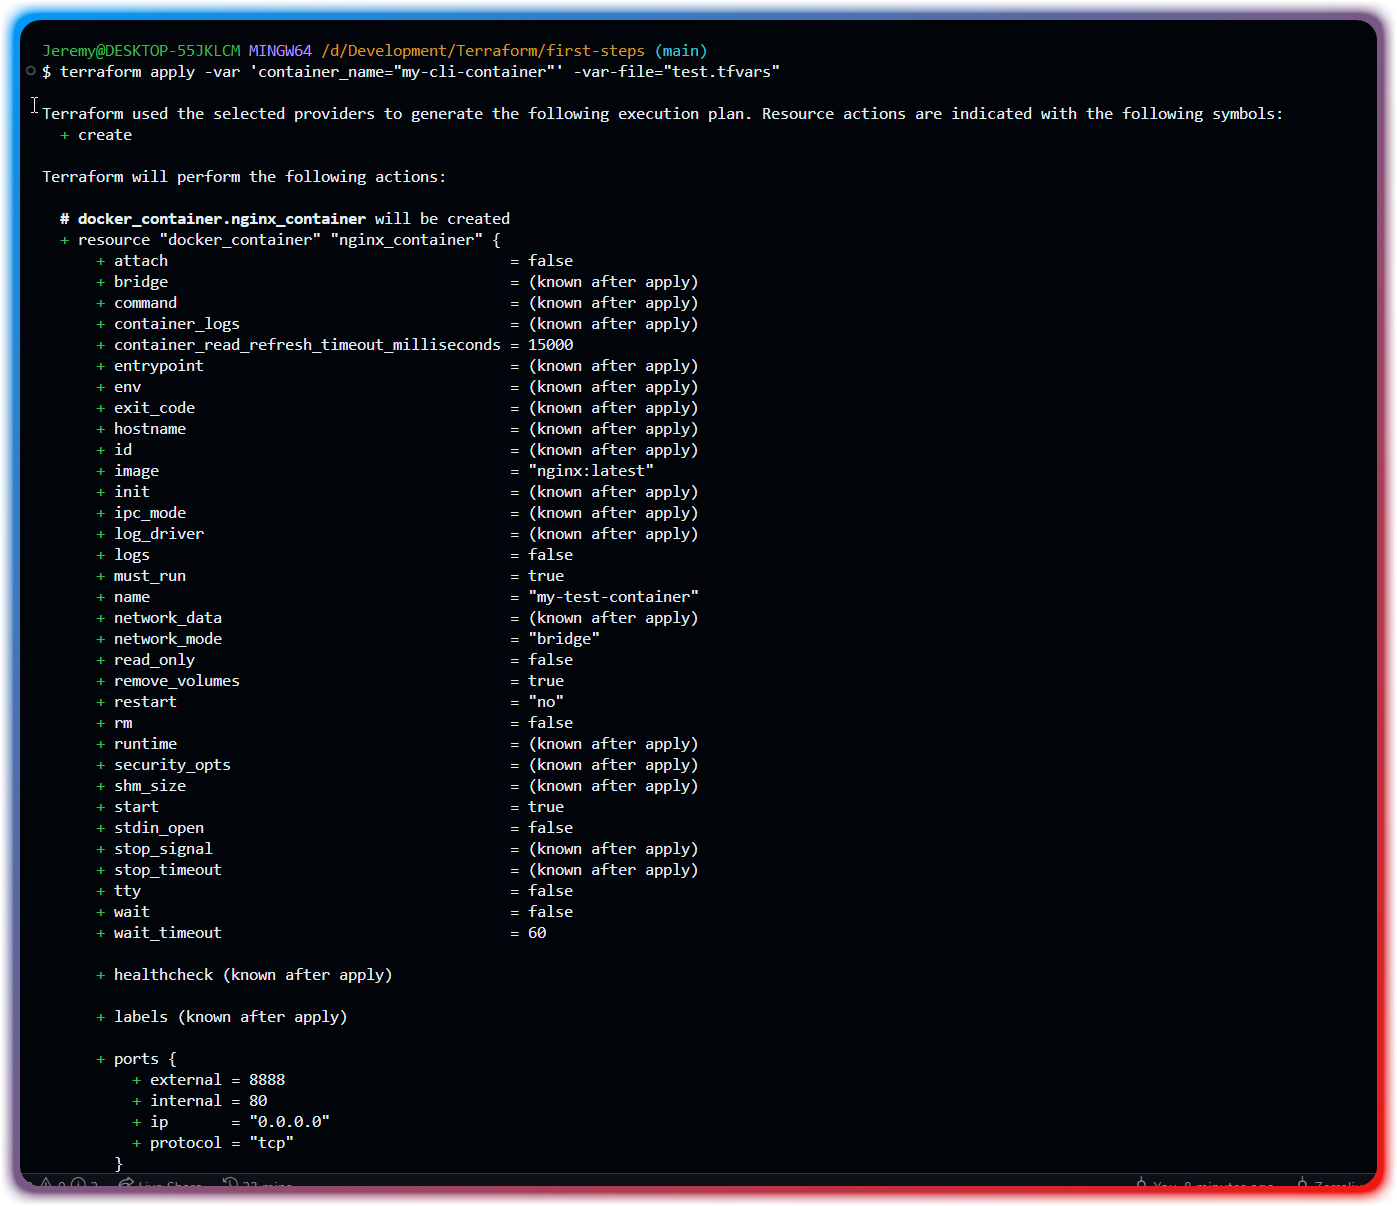 Jeremy@DESKTOP-55JKLCM MINGW64 /d/Development/Terraform/first-steps (main)
$ terraform apply -var 'container_name="my-cli-container"' -var-file="test.tfvars"
Terraform used the selected providers to generate the following execution plan. Resource actions are indicated with the following symbols:
+ create
Terraform will perform the following actions:
# docker_container.nginx_container will be created
+ resource "docker_container" "nginx_container" {
+ attach = false
+ bridge = (known after apply)
+ command = (known after apply)
+ container_logs = (known after apply)
+ container_read_refresh_timeout_milliseconds = 15000
+ entrypoint = (known after apply)
+ env = (known after apply)
+ exit_code = (known after apply)
+ hostname = (known after apply)
+ id = (known after apply)
+ image = "nginx:latest"
+ init = (known after apply)
+ ipc_mode = (known after apply)
+ log_driver = (known after apply)
+ logs = false
+ must_run = true
+ name = "my-test-container"
+ network_data = (known after apply)
+ network_mode = "bridge"
+ read_only = false
+ remove_volumes = true
+ restart = "no"
+ rm = false
+ runtime = (known after apply)
+ security_opts = (known after apply)
+ shm_size = (known after apply)
+ start = true
+ stdin_open = false
+ stop_signal = (known after apply)
+ stop_timeout = (known after apply)
+ tty = false
+ wait = false
+ wait_timeout = 60
+ healthcheck (known after apply)
+ labels (known after apply)
+ ports {
+ external = 8888
+ internal = 80
+ ip = "0.0.0.0"
+ protocol = "tcp"
}